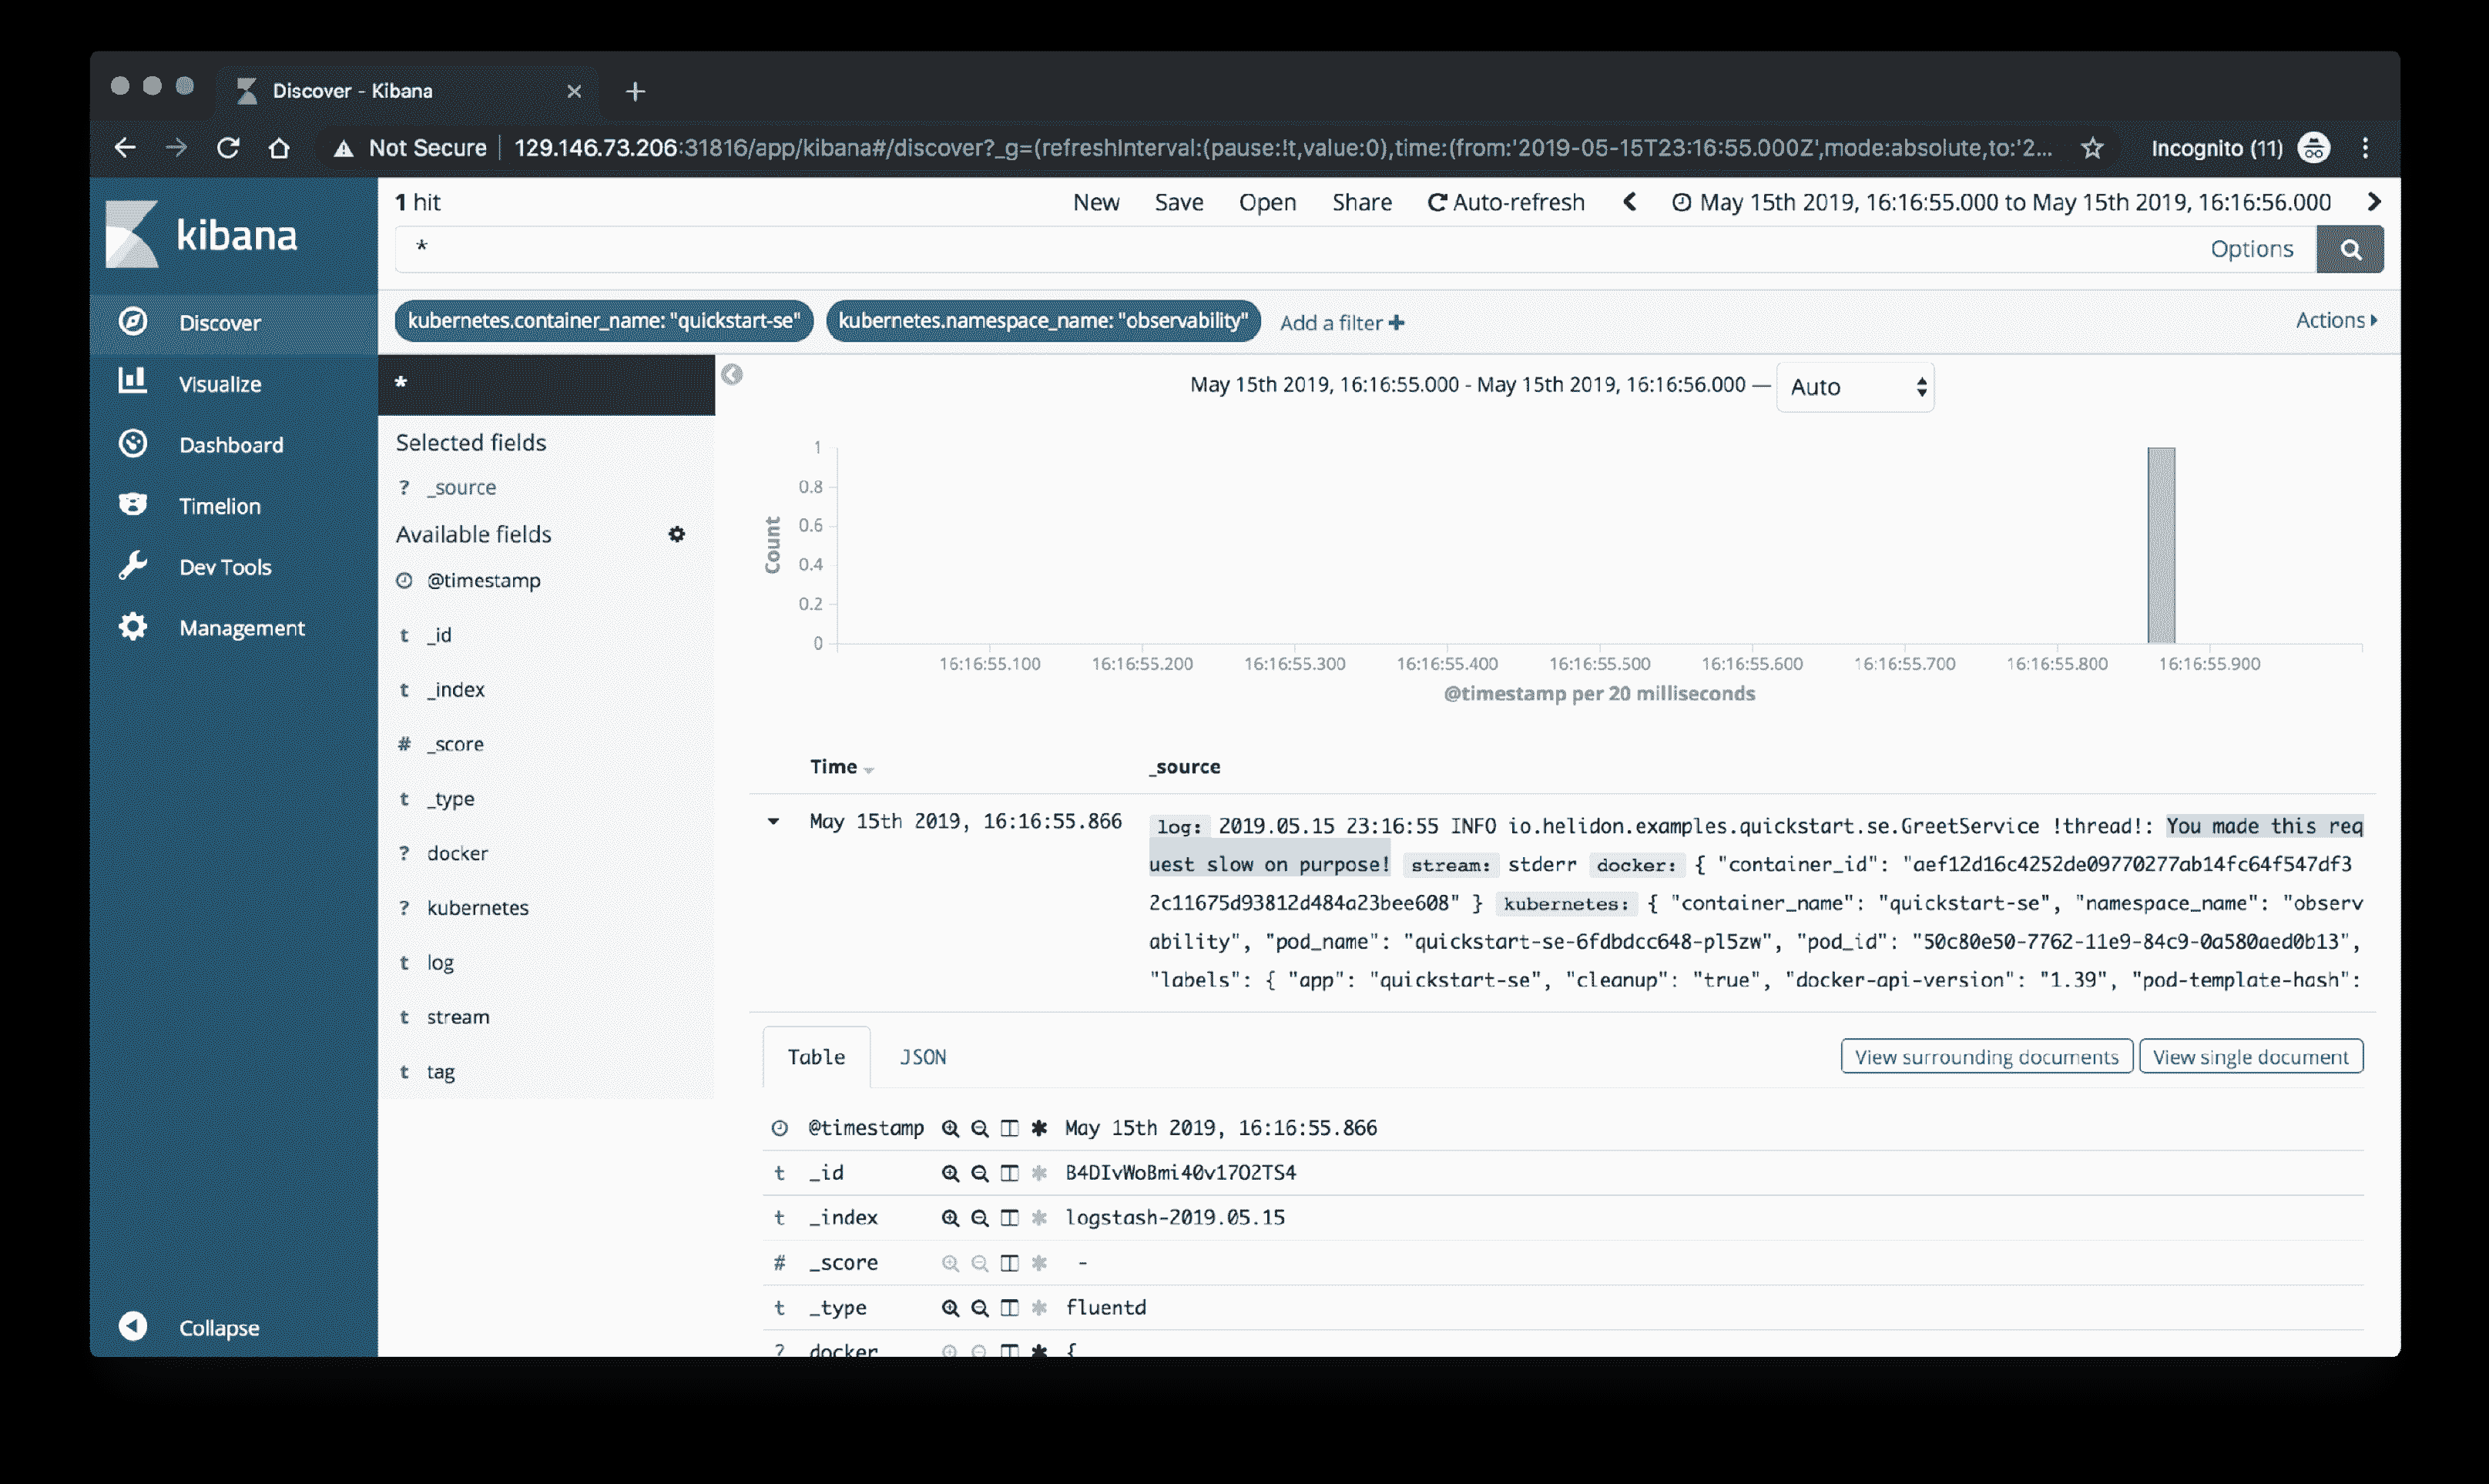 Discover - Kibana
Not Secure 129.146.73.206:31816/app/kibana#/discover?_g=(refreshInterval:(pause:!t,value:0),time:(from:'2019-05-15T23:16:55.000Z',mode:absolute,to:'2... Incognito (11)
kibana
Discover
Visualize
Dashboard
Timelion
Dev Tools
Management
Collapse
1 hit
New Save Open Share Auto-refresh May 15th 2019, 16:16:55.000 to May 15th 2019, 16:16:56.000
*
Options
kubernetes.container_name: "quickstart-se" kubernetes.namespace_name: "observability" Add a filter
Actions
*
Selected fields
? _source
Available fields
@timestamp
t _id
t _index
# _score
t _type
? docker
? kubernetes
t log
t stream
t tag
May 15th 2019, 16:16:55.000 - May 15th 2019, 16:16:56.000 — Auto
Count
1
0.8
0.6
0.4
0.2
0
16:16:55.100 16:16:55.200 16:16:55.300 16:16:55.400 16:16:55.500 16:16:55.600 16:16:55.700 16:16:55.800 16:16:55.900
@timestamp per 20 milliseconds
Time _source
May 15th 2019, 16:16:55.866
log: 2019.05.15 23:16:55 INFO io.helidon.examples.quickstart.se.GreetService !thread!: You made this req
uest slow on purpose! stream: stderr docker: { "container_id": "aef12d16c4252de09770277ab14fc64f547df3
2c11675d93812d484a23bee608" } kubernetes: { "container_name": "quickstart-se", "namespace_name": "observ
ability", "pod_name": "quickstart-se-6fdbdcc648-pl5zw", "pod_id": "50c80e50-7762-11e9-84c9-0a580aed0b13",
"labels": { "app": "quickstart-se", "cleanup": "true", "docker-api-version": "1.39", "pod-template-hash":
Table JSON
View surrounding documents View single document
@timestamp May 15th 2019, 16:16:55.866
t _id B4DIvWoBmi40v17O2TS4
t _index logstash-2019.05.15
# _score -
t _type fluentd
? docker {